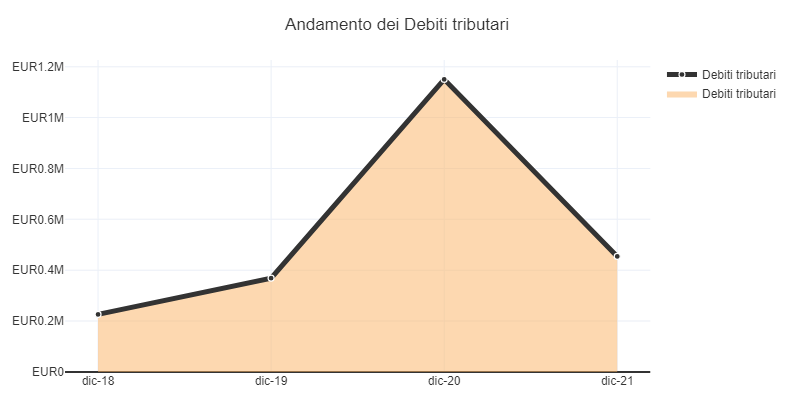 Andamento dei Debiti tributari
EUR1.2M
EUR1M
EUR0.8M
EUR0.6M
EUR0.4M
EUR0.2M
EUR0
dic-18 dic-19 dic-20 dic-21
Debiti tributari
Debiti tributari